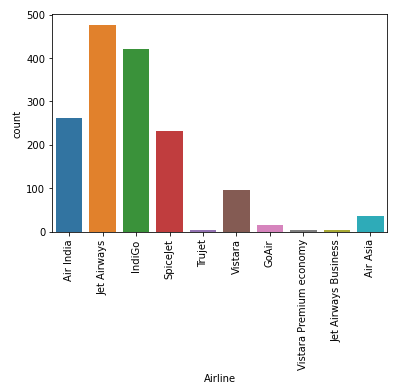 500
400
300
200
100
0
count
Air India
Jet Airways
IndiGo
SpiceJet
Trujet
Vistara
GoAir
Vistara Premium economy
Jet Airways Business
Air Asia
Airline